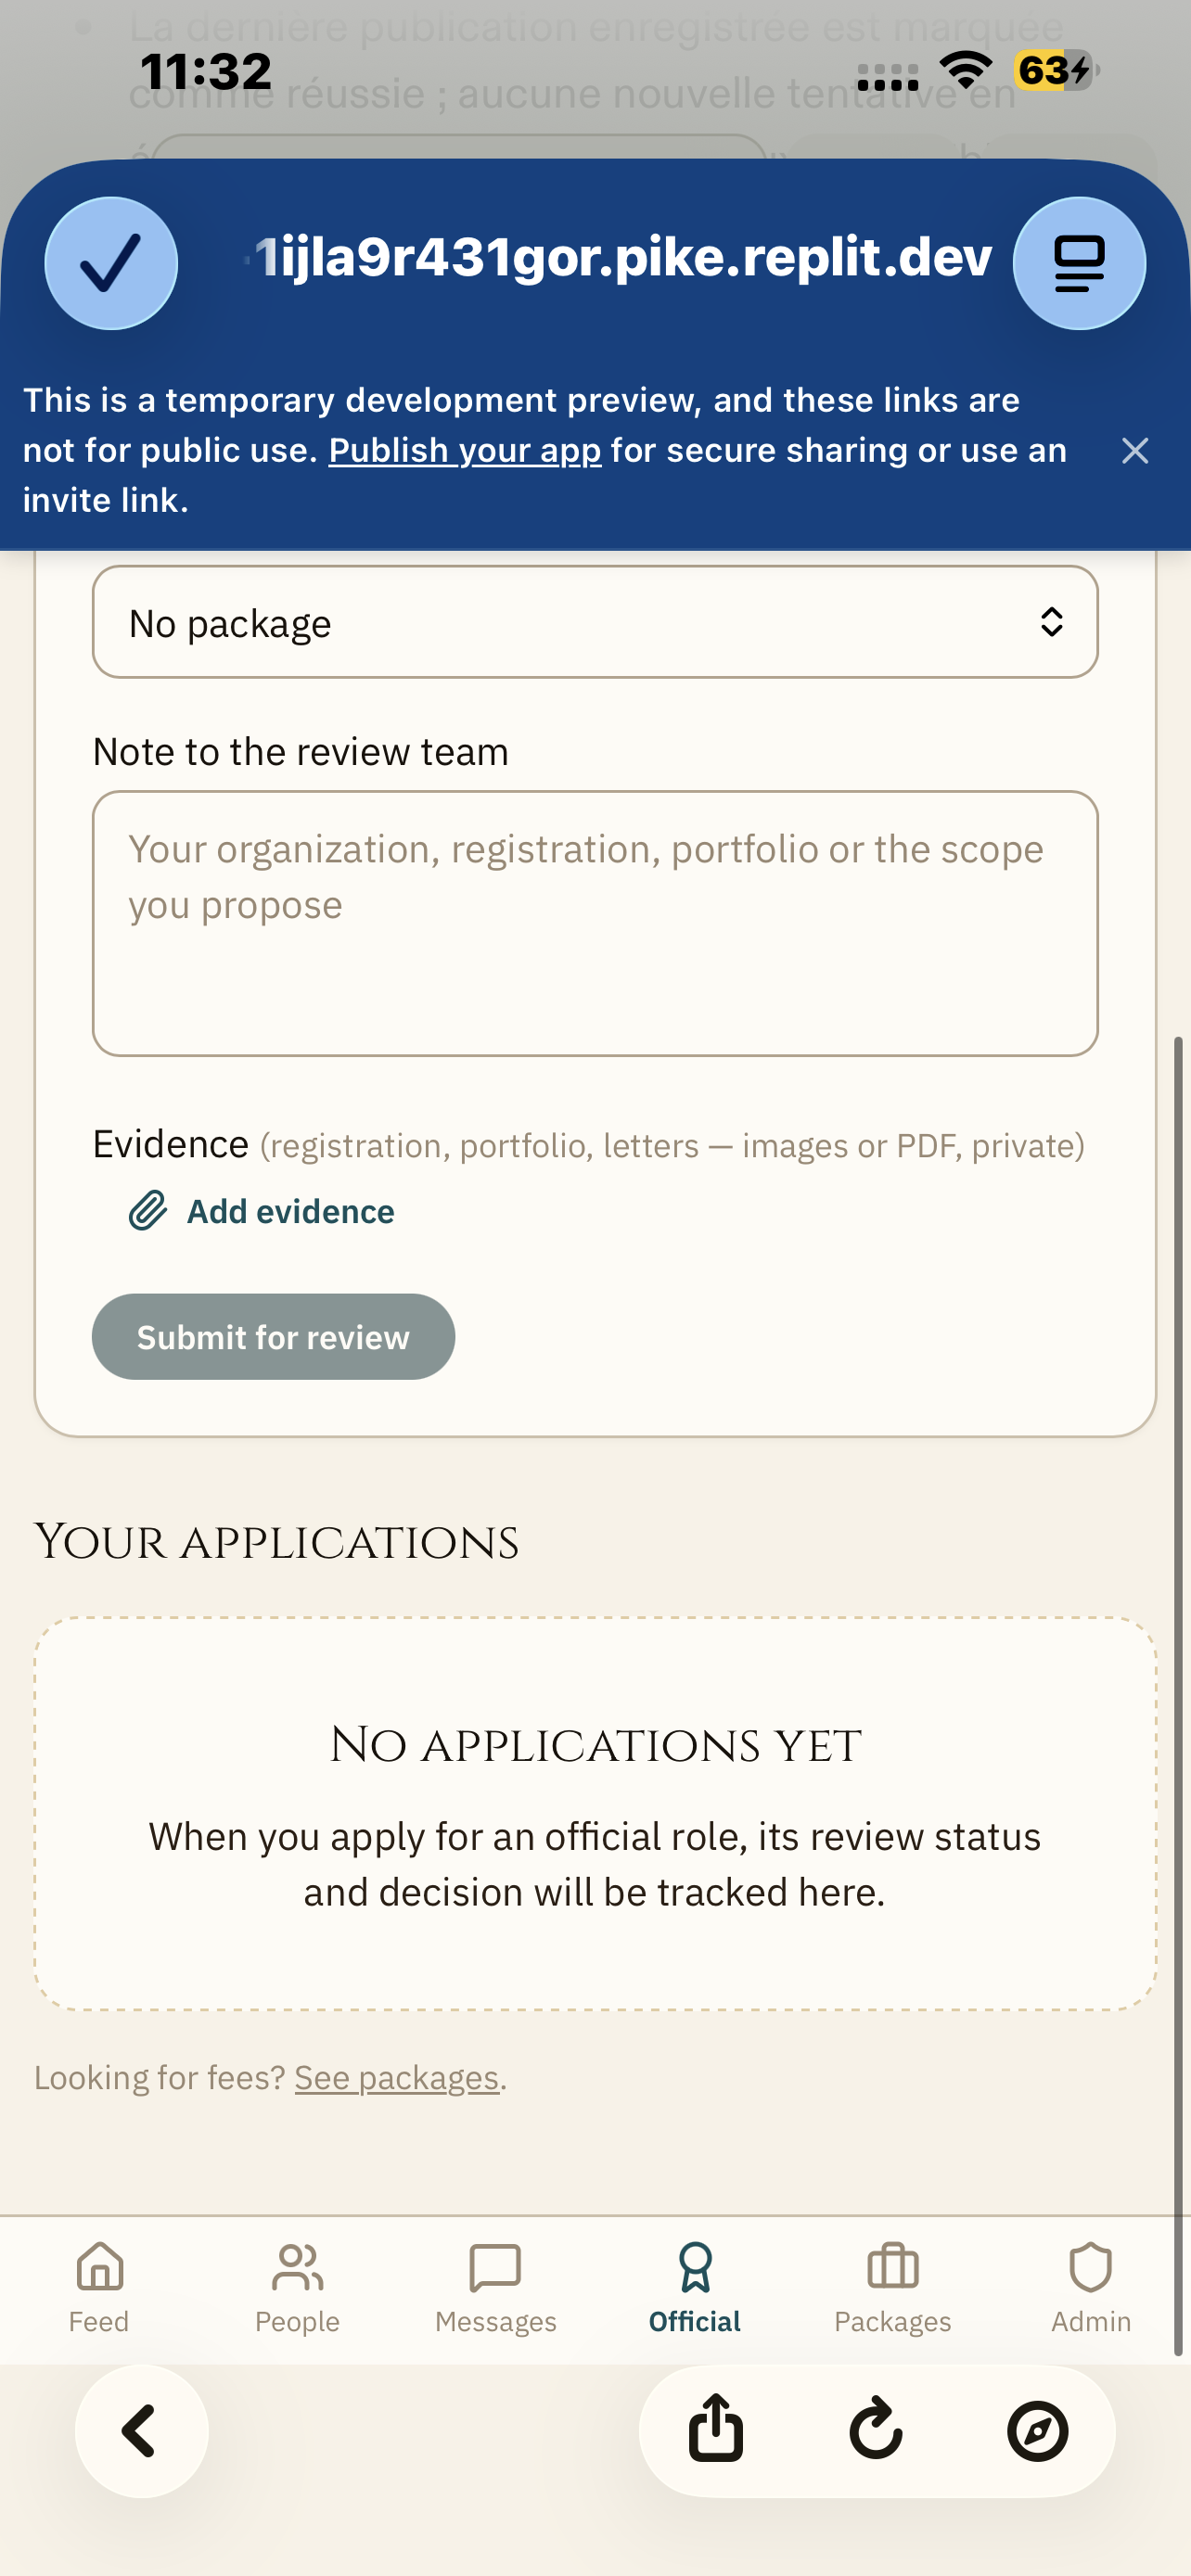 La dernière publication enregistrée est marquée
11:32
63
comme réussie ; aucune nouvelle tentative en
1ijla9r431gor.pike.replit.dev
This is a temporary development preview, and these links are
not for public use. Publish your app for secure sharing or use an
invite link.
No package
Note to the review team
Your organization, registration, portfolio or the scope
you propose
Evidence (registration, portfolio, letters — images or PDF, private)
Add evidence
Submit for review
Your applications
No applications yet
When you apply for an official role, its review status
and decision will be tracked here.
Looking for fees? See packages.
Feed
People
Messages
Official
Packages
Admin